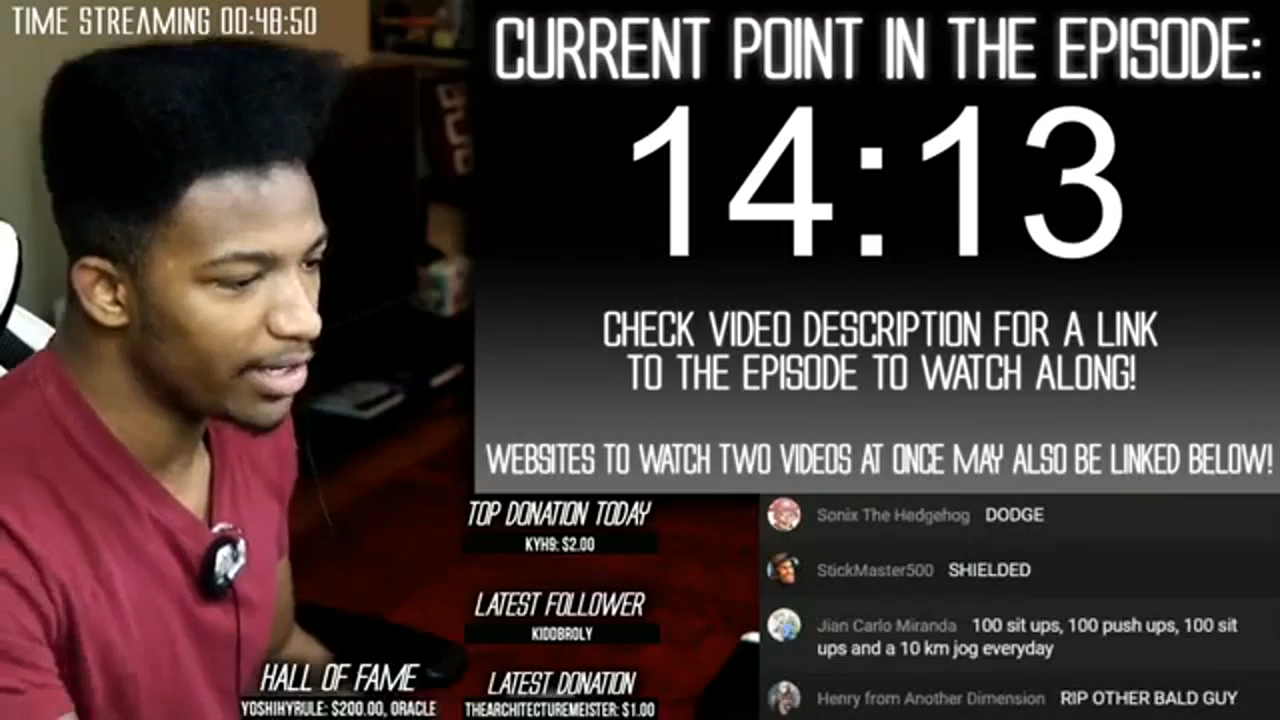 TIME STREAMING 00:48:50
CURRENT POINT IN THE EPISODE:
14:13
CHECK VIDEO DESCRIPTION FOR A LINK
TO THE EPISODE TO WATCH ALONG!
WEBSITES TO WATCH TWO VIDEOS AT ONCE MAY ALSO BE LINKED BELOW!
TOP DONATION TODAY
KYH9: $2.00
LATEST FOLLOWER
KIDOBROLY
HALL OF FAME
YOSHIHYRULE: $200.00, ORACLE
LATEST DONATION
THEARCHITECTUREMEISTER: $1.00
Sonix The Hedgehog DODGE
StickMaster500 SHIELDED
Jian Carlo Miranda 100 sit ups, 100 push ups, 100 sit
ups and a 10 km jog everyday
Henry from Another Dimension RIP OTHER BALD GUY